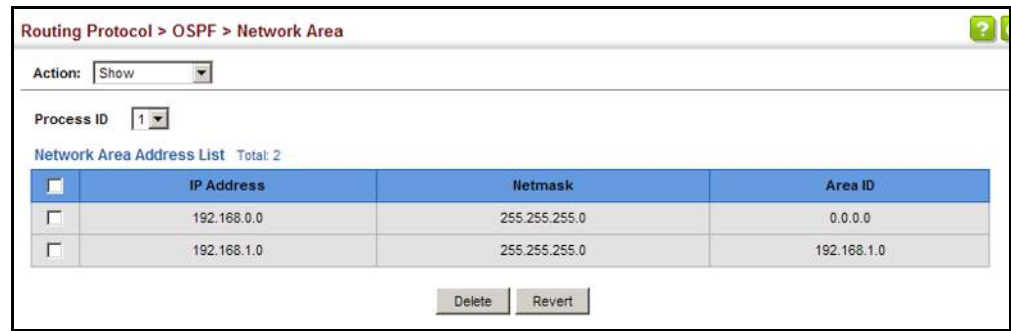 Routing Protocol > OSPF > Network Area
?
Action: Show
Process ID 1
Network Area Address List Total: 2
IP Address Netmask Area ID
192.168.0.0 255.255.255.0 0.0.0.0
192.168.1.0 255.255.255.0 192.168.1.0
Delete Revert